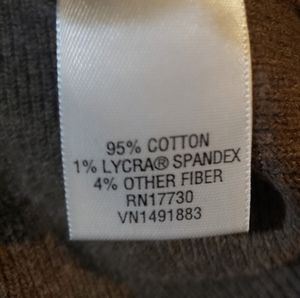 95% COTTON
1% LYCRA® SPANDEX
4% OTHER FIBER
RN17730
VN1491883